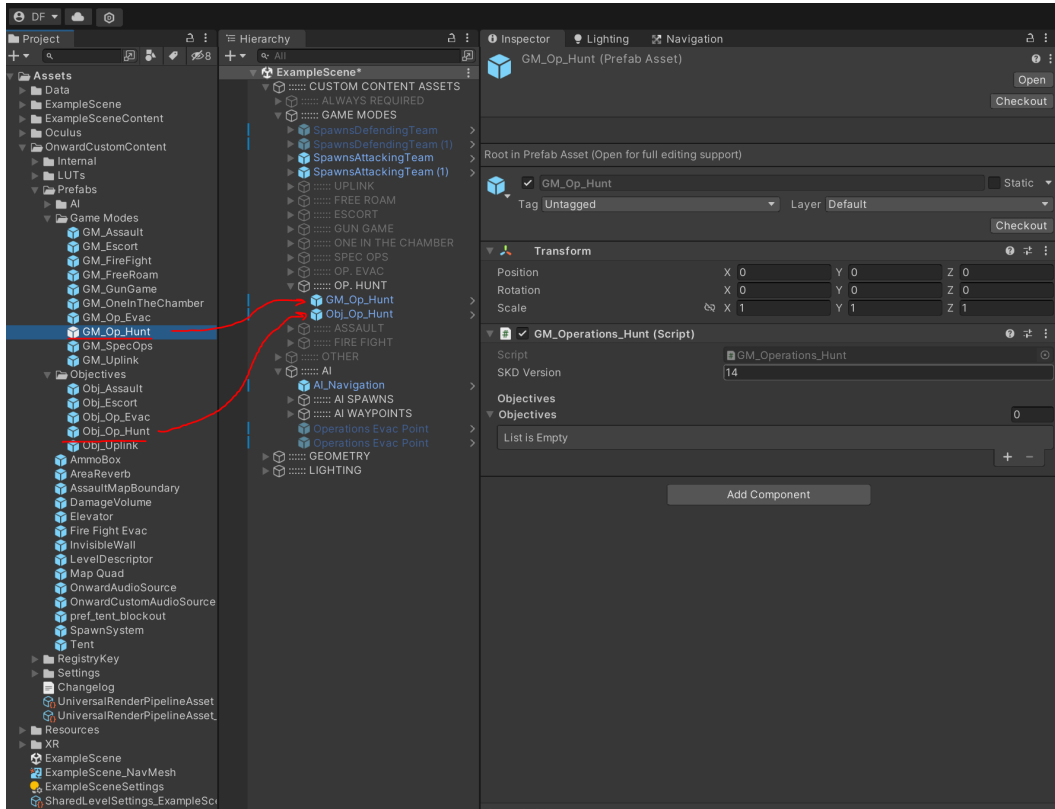 DF
Project
8
Assets
Data
ExampleScene
ExampleSceneContent
Oculus
OnwardCustomContent
Internal
LUTs
Prefabs
AI
Game Modes
GM_Assault
GM_Escort
GM_FireFight
GM_FreeRoam
GM_GunGame
GM_OneInTheChamber
GM_Op_Evac
GM_Op_Hunt
GM_SpecOps
GM_Uplink
Objectives
Obj_Assault
Obj_Escort
Obj_Op_Evac
Obj_Op_Hunt
Obj_Uplink
AmmoBox
AreaReverb
AssaultMapBoundary
DamageVolume
Elevator
Fire Fight Evac
InvisibleWall
LevelDescriptor
Map Quad
OnwardAudioSource
OnwardCustomAudioSource
pref_tent_blockout
SpawnSystem
Tent
RegistryKey
Settings
Changelog
UniversalRenderPipelineAsset
UniversalRenderPipelineAsset_
Resources
XR
ExampleScene
ExampleScene_NavMesh
ExampleSceneSettings
SharedLevelSettings_ExampleSc
Hierarchy
All
ExampleScene*
:::::: CUSTOM CONTENT ASSETS
:::::: ALWAYS REQUIRED
:::::: GAME MODES
SpawnsDefendingTeam
SpawnsDefendingTeam (1)
SpawnsAttackingTeam
SpawnsAttackingTeam (1)
:::::: UPLINK
:::::: FREE ROAM
:::::: ESCORT
:::::: GUN GAME
:::::: ONE IN THE CHAMBER
:::::: SPEC OPS
:::::: OP. EVAC
:::::: OP. HUNT
GM_Op_Hunt
Obj_Op_Hunt
:::::: ASSAULT
:::::: FIRE FIGHT
:::::: OTHER
:::::: AI
AI_Navigation
:::::: AI SPAWNS
:::::: AI WAYPOINTS
Operations Evac Point
Operations Evac Point
:::::: GEOMETRY
:::::: LIGHTING
Inspector Lighting Navigation
GM_Op_Hunt (Prefab Asset)
Open
Checkout
Root in Prefab Asset (Open for full editing support)
GM_Op_Hunt Static
Tag Untagged Layer Default
Checkout
Transform
Position X 0 Y 0 Z 0
Rotation X 0 Y 0 Z 0
Scale X 1 Y 1 Z 1
# GM_Operations_Hunt (Script)
Script GM_Operations_Hunt
SKD Version 14
Objectives
Objectives 0
List is Empty
+ −
Add Component